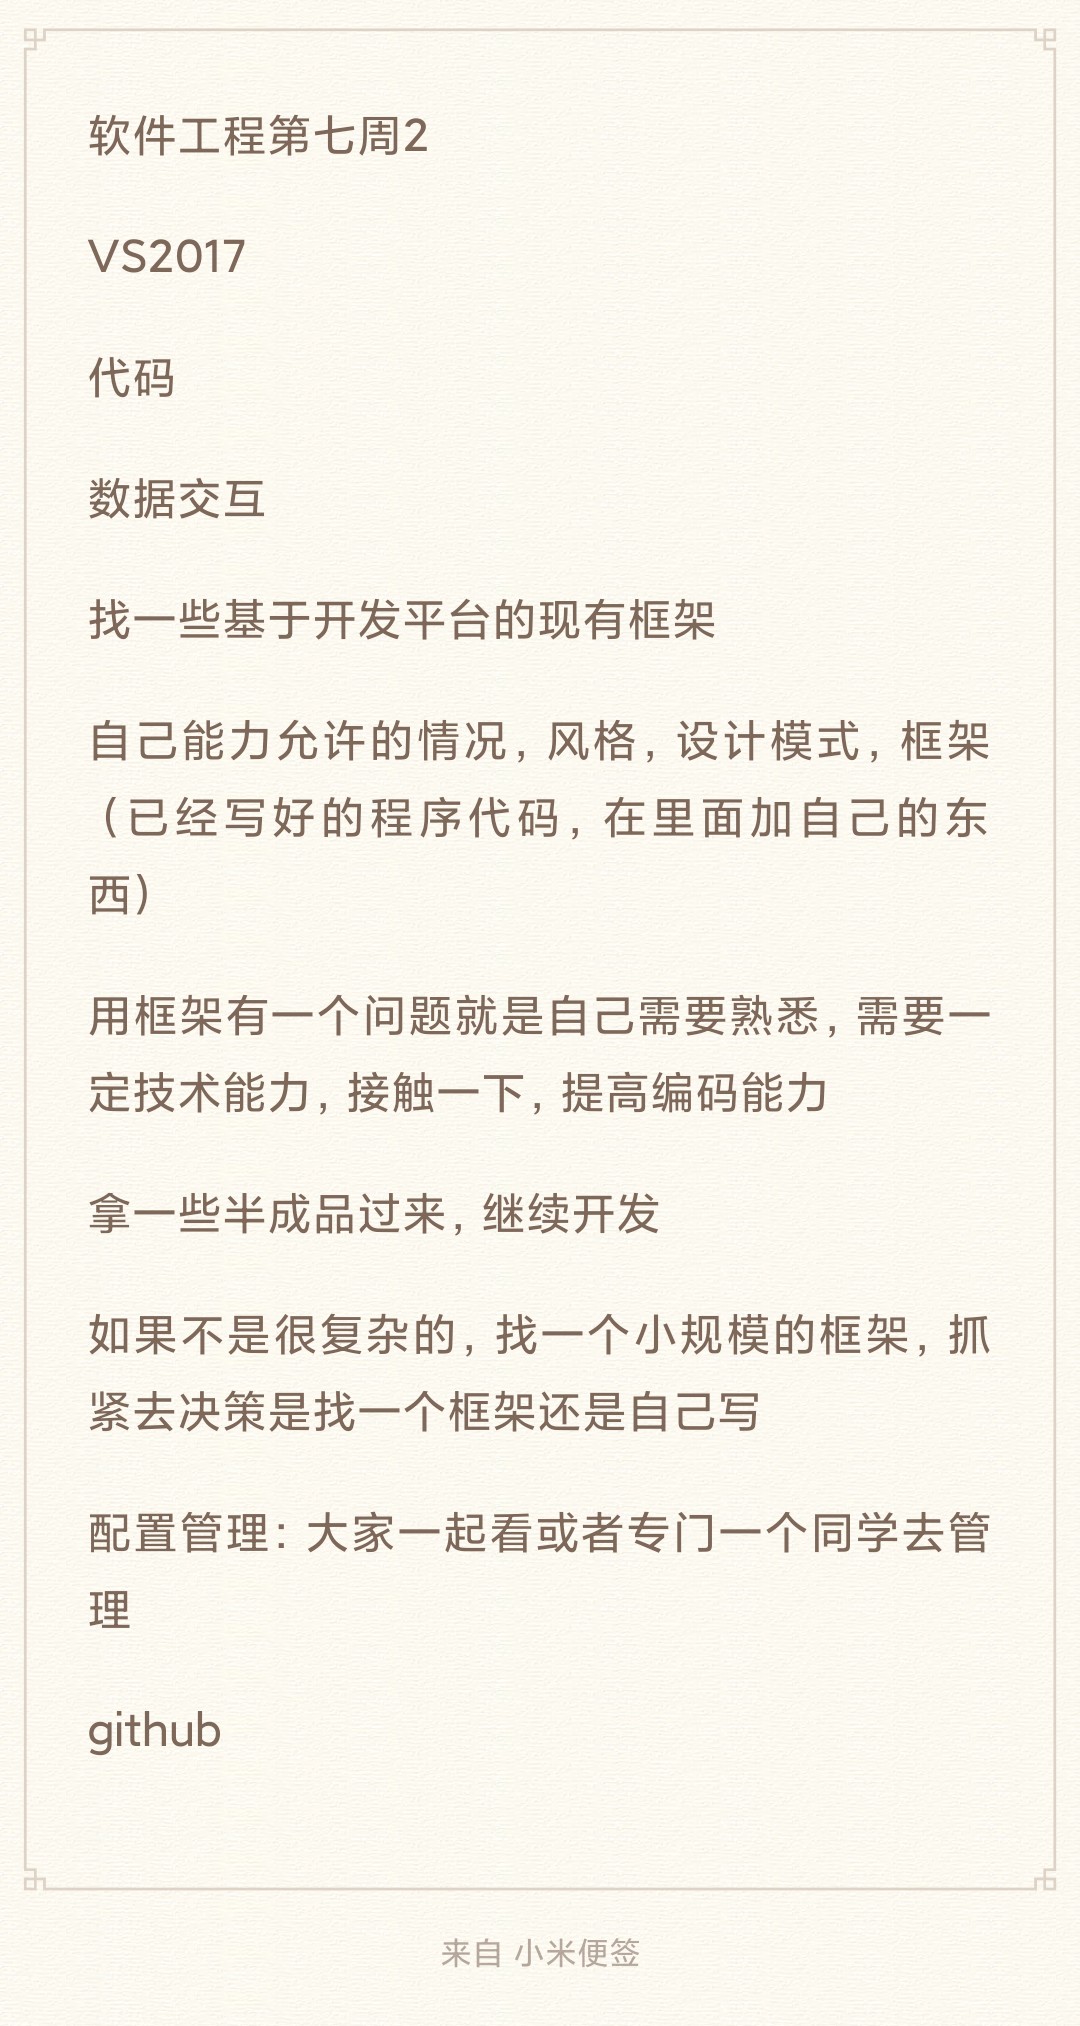 软件工程第七周2
VS2017
代码
数据交互
找一些基于开发平台的现有框架
自己能力允许的情况，风格，设计模式，框架
（已经写好的程序代码，在里面加自己的东
西）
用框架有一个问题就是自己需要熟悉，需要一
定技术能力，接触一下，提高编码能力
拿一些半成品过来，继续开发
如果不是很复杂的，找一个小规模的框架，抓
紧去决策是找一个框架还是自己写
配置管理：大家一起看或者专门一个同学去管
理
github
来自 小米便签